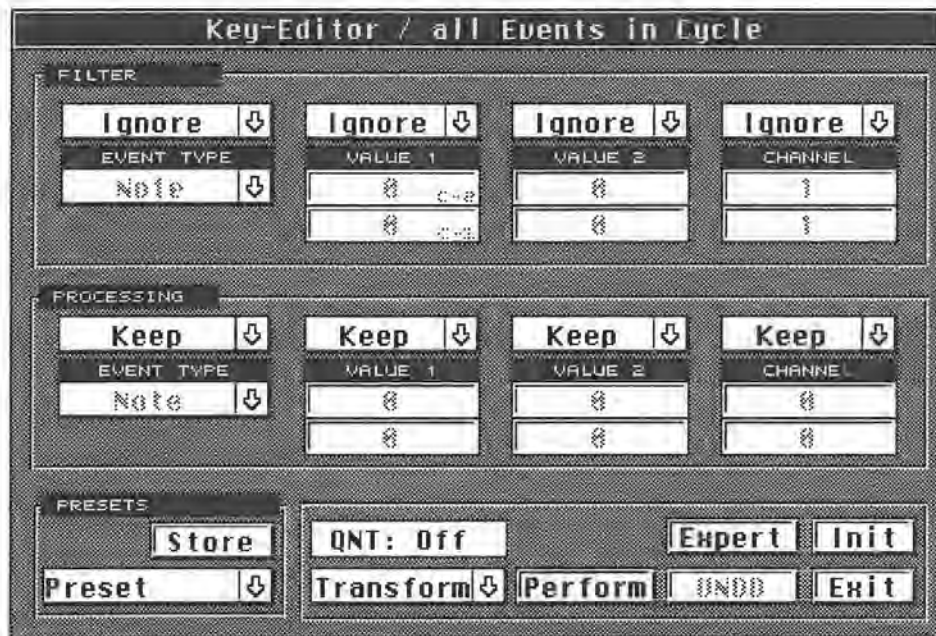 Key-Editor / all Events in Cycle
FILTER
Ignore Ignore Ignore Ignore
EVENT TYPE VALUE 1 VALUE 2 CHANNEL
Note 0 C-2 0 1
0 0 1
PROCESSING
Keep Keep Keep Keep
EVENT TYPE VALUE 1 VALUE 2 CHANNEL
Note 0 0 0
0 0 0
PRESETS
Store QNT: Off Expert Init
Preset Transform Perform UNDO Exit